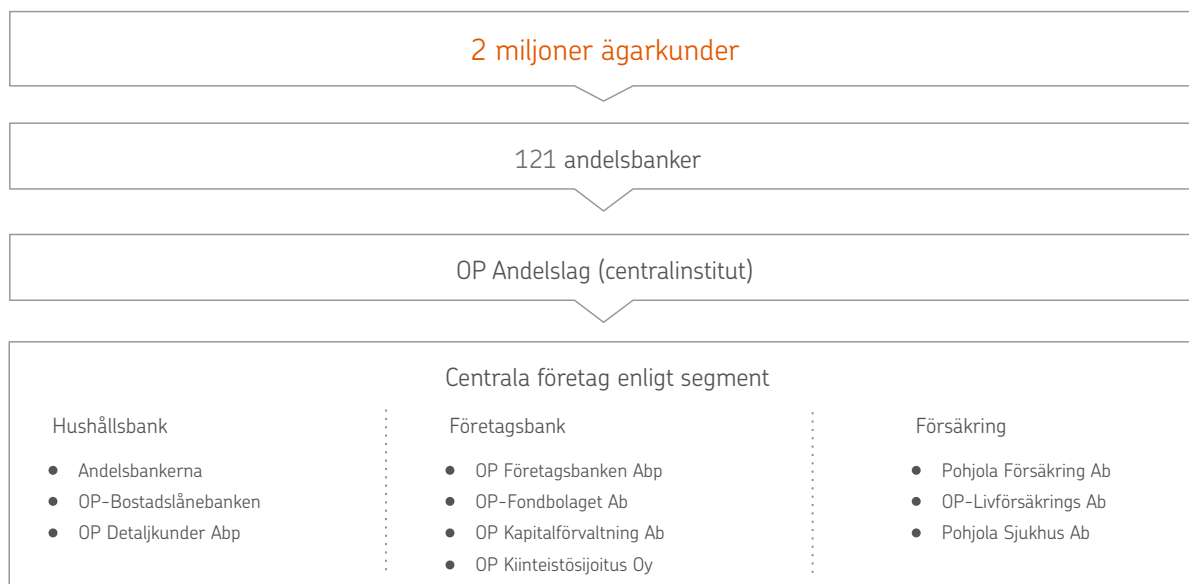 2 miljoner ägarkunder
121 andelsbanker
OP Andelslag (centralinstitut)
Centrala företag enligt segment
Hushållsbank
Andelsbankerna
OP-Bostadslånebanken
OP Detaljkunder Abp
Företagsbank
OP Företagsbanken Abp
OP-Fondbolaget Ab
OP Kapitalförvaltning Ab
OP Kiinteistösijoitus Oy
Försäkring
Pohjola Försäkring Ab
OP-Livförsäkrings Ab
Pohjola Sjukhus Ab